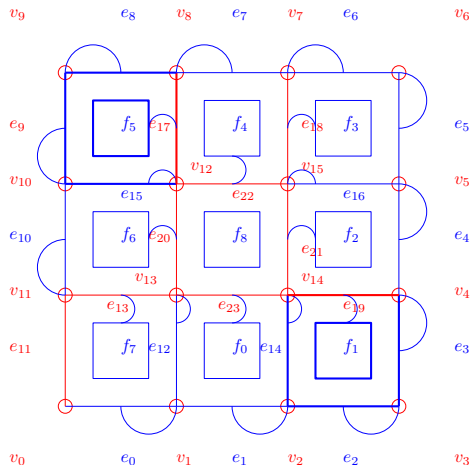 v9 e8 v8 e7 v7 e6 v6
e9 f5 e17 f4 e18 f3 e5
v10 v12 v15 v5
e15 e22 e16
e10 f6 e20 f8 f2 e4
e21
v11 v13 v14 v4
e13 e23 e19
e11 f7 e12 f0 e14 f1 e3
v0 e0 v1 e1 v2 e2 v3